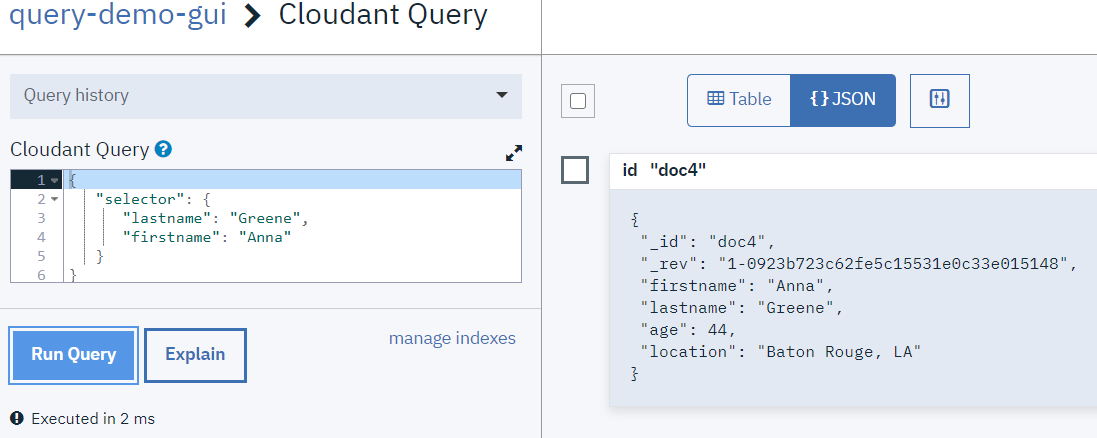 query-demo-gui > Cloudant Query
Query history
Cloudant Query ?
1 {
2 "selector": {
3 "lastname": "Greene",
4 "firstname": "Anna"
5 }
6 }
Run Query
Explain
manage indexes
Executed in 2 ms
Table
{} JSON
id "doc4"
{
"_id": "doc4",
"_rev": "1-0923b723c62fe5c15531e0c33e015148",
"firstname": "Anna",
"lastname": "Greene",
"age": 44,
"location": "Baton Rouge, LA"
}